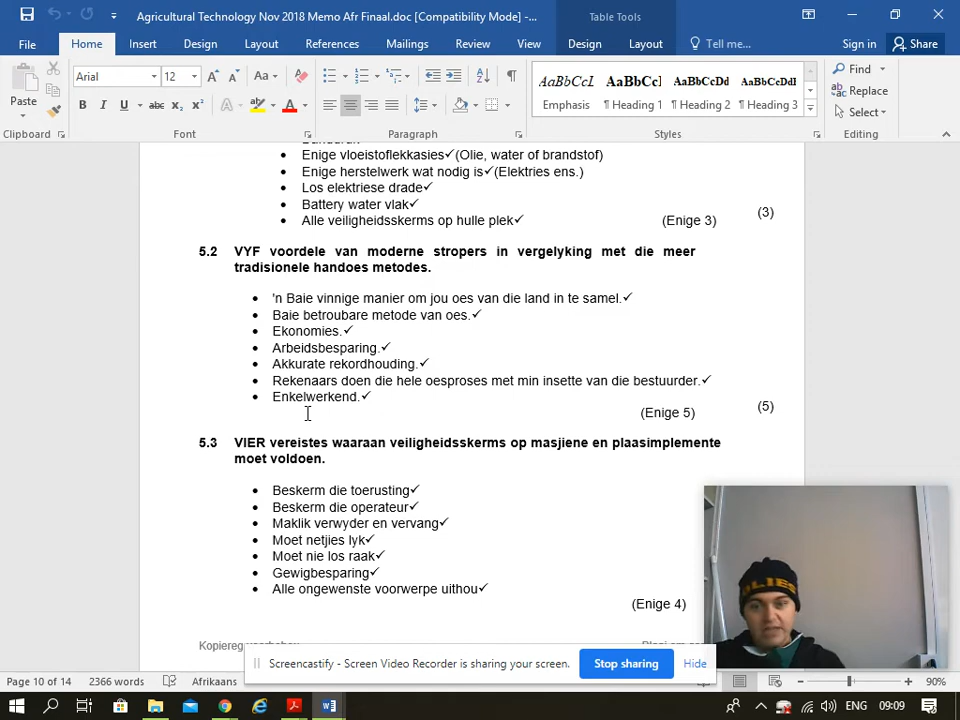 Agricultural Technology Nov 2018 Memo Afr Finaal.doc [Compatibility Mode] -...
Table Tools
File
Home
Insert
Design
Layout
References
Mailings
Review
View
Design
Layout
Tell me...
Sign in
Share
Paste
Arial
12
Aa
B I U abc x₂ x²
A
A
AaBbCcI
AaBbCcI
AaBbCcDd
AaBbCcDdI
Emphasis
¶ Heading 1
¶ Heading 2
¶ Heading 3
Find
Replace
Select
Clipboard
Font
Paragraph
Styles
Editing
• Enige vloeistoflekkasies✓(Olie, water of brandstof)
• Enige herstelwerk wat nodig is✓(Elektries ens.)
• Los elektriese drade✓
• Battery water vlak✓
• Alle veiligheidsskerms op hulle plek✓ (Enige 3) (3)
5.2 VYF voordele van moderne stropers in vergelyking met die meer
tradisionele handoes metodes.
• 'n Baie vinnige manier om jou oes van die land in te samel.✓
• Baie betroubare metode van oes.✓
• Ekonomies.✓
• Arbeidsbesparing.✓
• Akkurate rekordhouding.✓
• Rekenaars doen die hele oesproses met min insette van die bestuurder.✓
• Enkelwerkend.✓
(Enige 5) (5)
5.3 VIER vereistes waaraan veiligheidsskerms op masjiene en plaasimplemente
moet voldoen.
• Beskerm die toerusting✓
• Beskerm die operateur✓
• Maklik verwyder en vervang✓
• Moet netjies lyk✓
• Moet nie los raak✓
• Gewigbesparing✓
• Alle ongewenste voorwerpe uithou✓
(Enige 4)
Kopiereg
Screencastify - Screen Video Recorder is sharing your screen.
Stop sharing
Hide
Page 10 of 14
2366 words
Afrikaans
90%
ENG
09:09